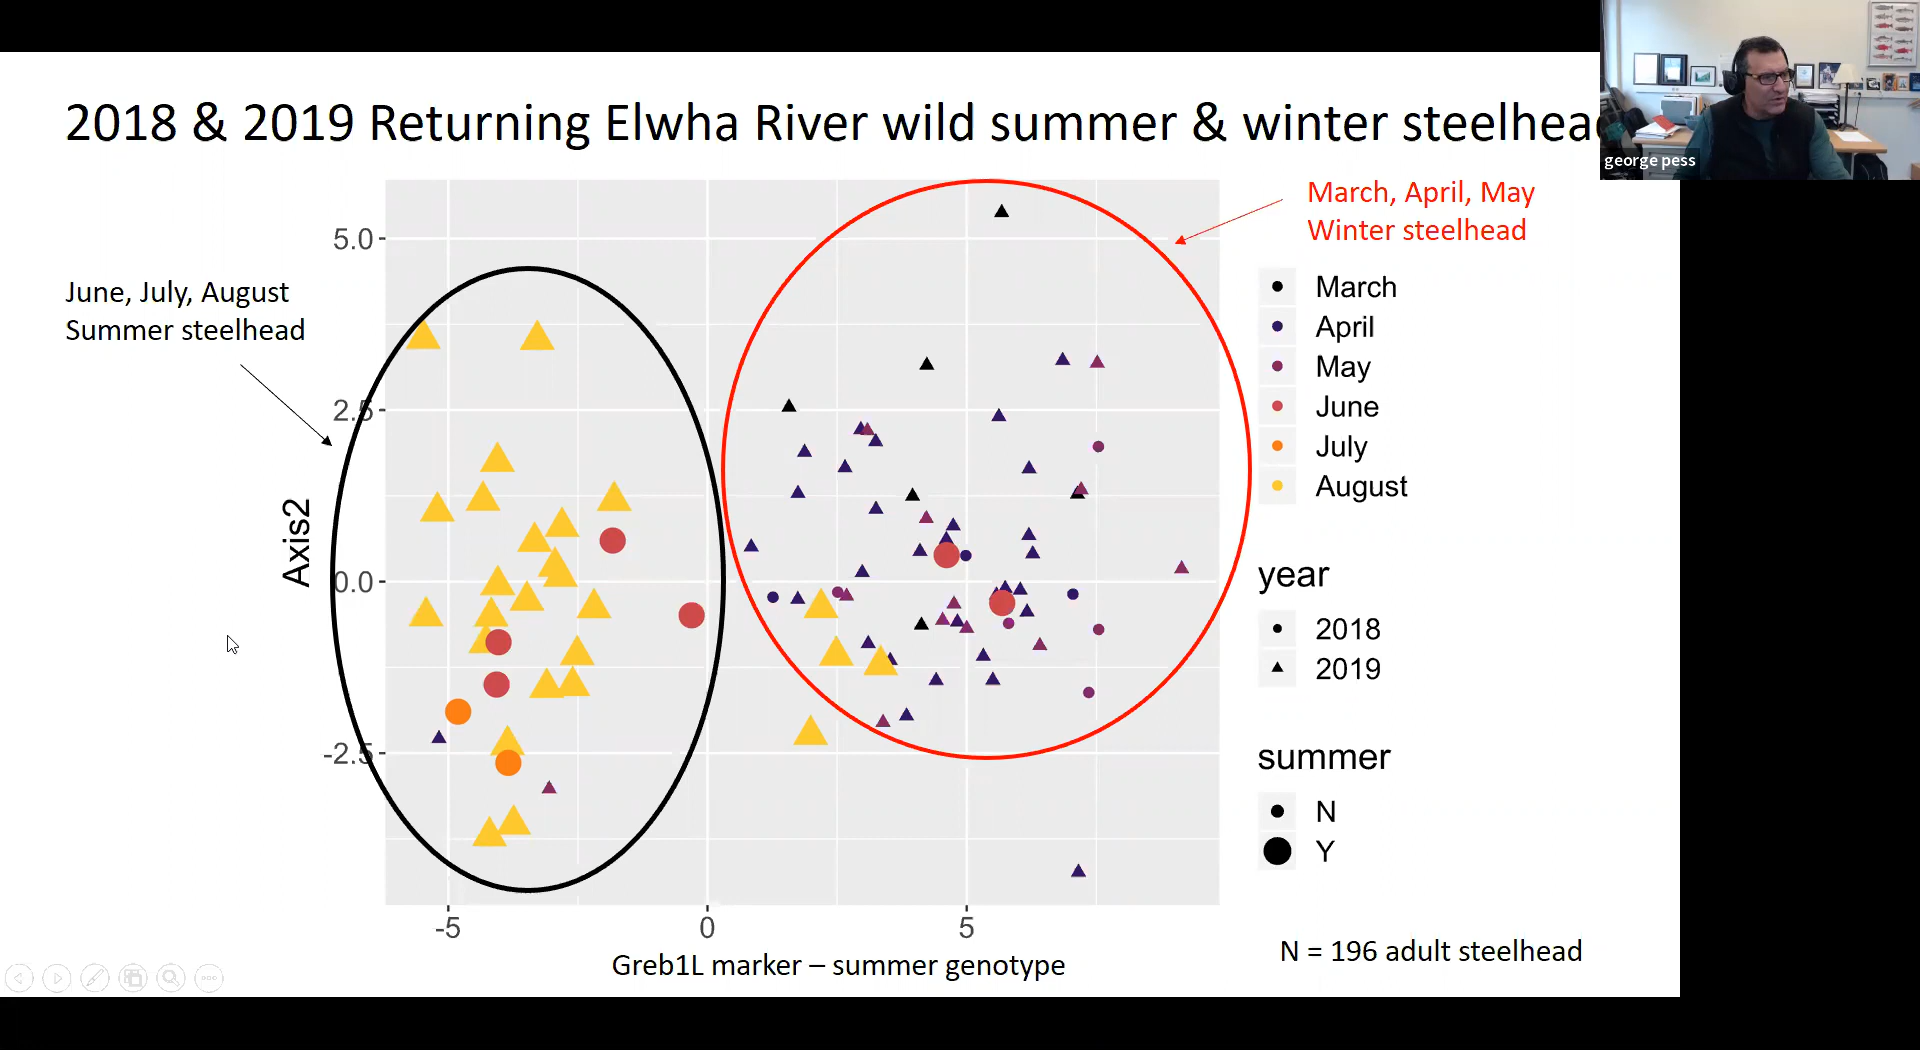 2018 & 2019 Returning Elwha River wild summer & winter steelhea
george pess
March, April, May
Winter steelhead
June, July, August
Summer steelhead
5.0
2.5
0.0
-2.5
Axis2
-5
0
5
Greb1L marker – summer genotype
March
April
May
June
July
August
year
2018
2019
summer
N
Y
N = 196 adult steelhead